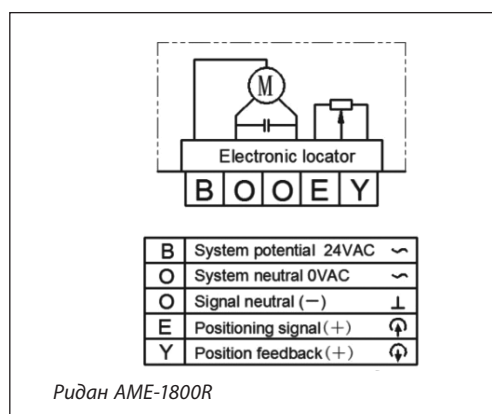 M
Electronic locator
B O O E Y
B System potential 24VAC ∽
O System neutral 0VAC ∽
O Signal neutral (—) ⊥
E Positioning signal (+)
Y Position feedback (+)
Ридан AME-1800R